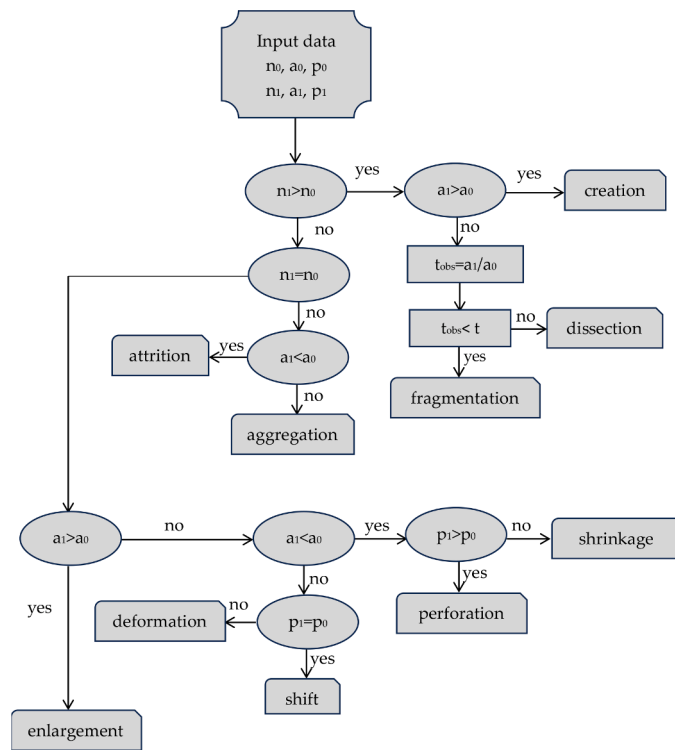 Input data
n₀, a₀, p₀
n₁, a₁, p₁
n₁>n₀
yes
a₁>a₀
yes
creation
no
no
n₁=n₀
t_obs=a₁/a₀
no
t_obs< t
no
dissection
attrition
yes
a₁<a₀
yes
fragmentation
no
aggregation
a₁>a₀
no
a₁<a₀
yes
p₁>p₀
no
shrinkage
yes
no
yes
deformation
no
p₁=p₀
perforation
yes
shift
enlargement